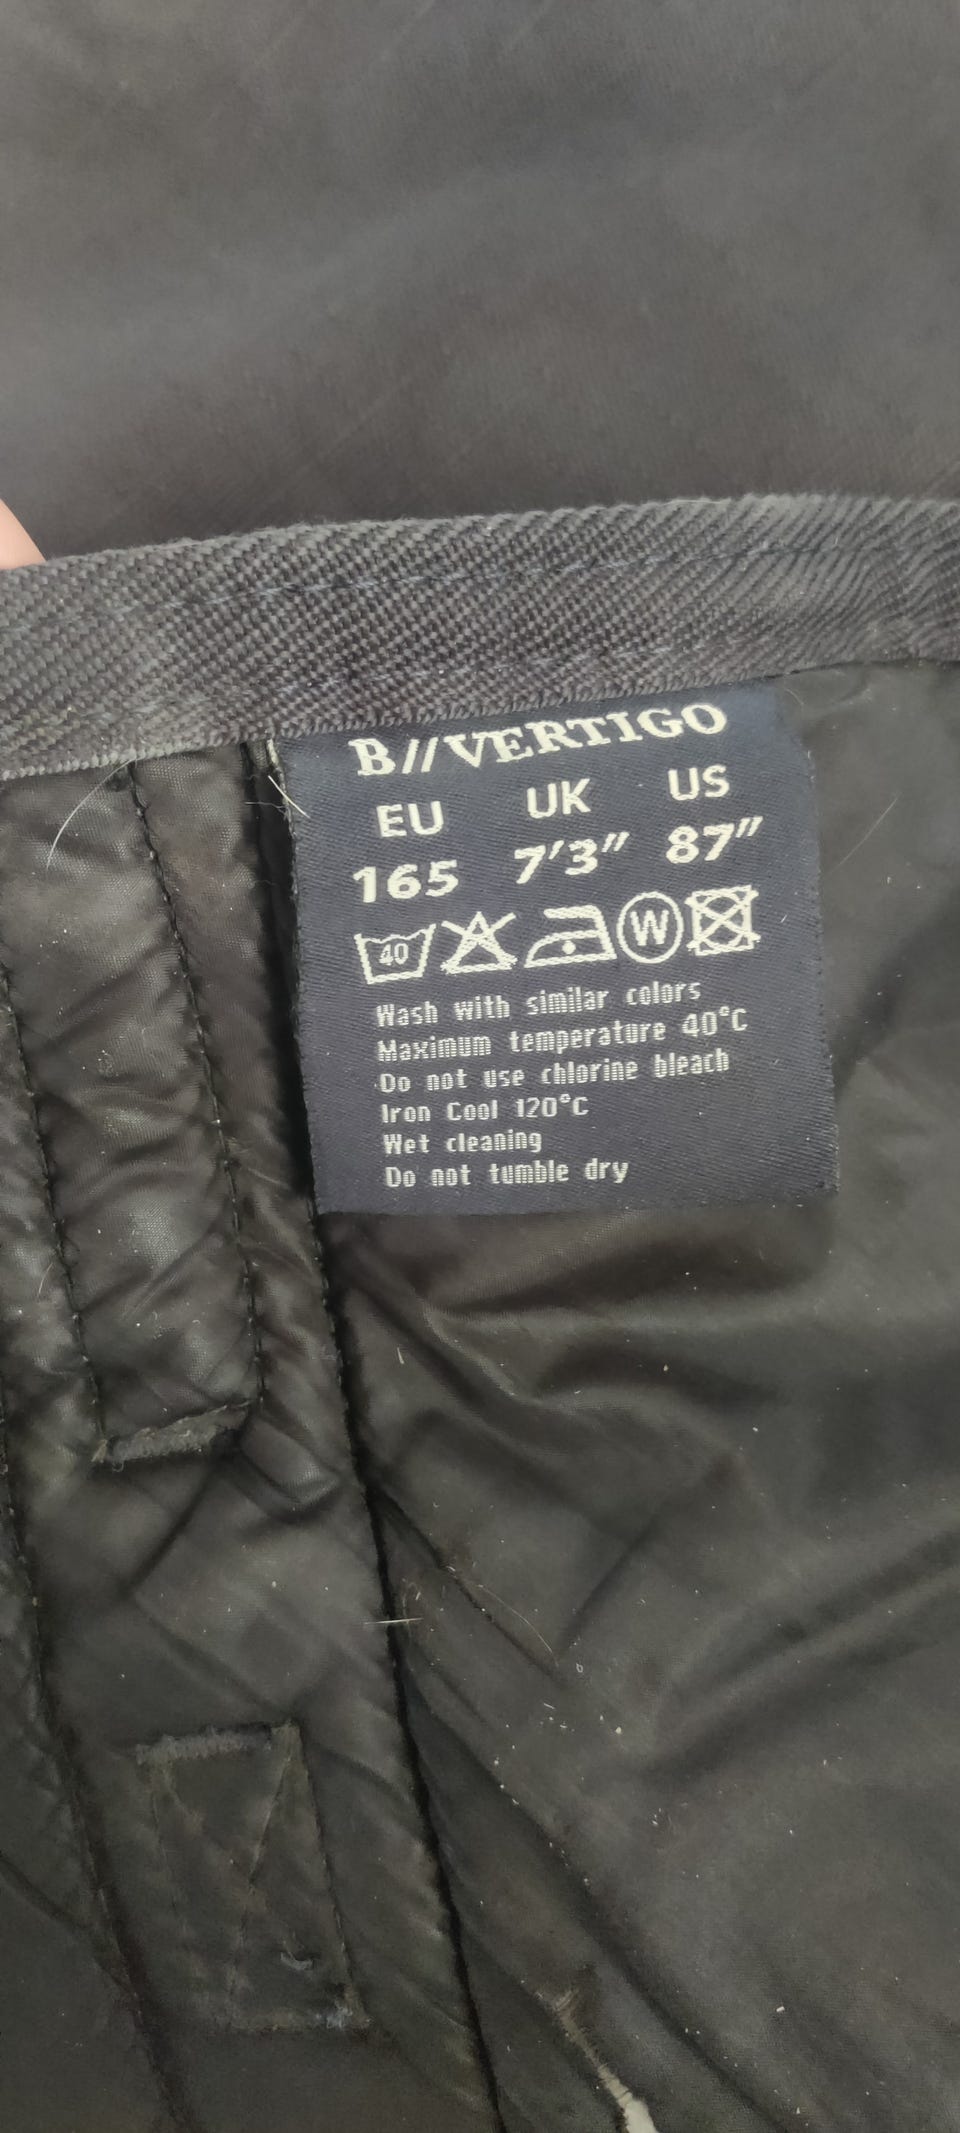 B//VERTIGO
EU UK US
165 7'3" 87"
40 W
Wash with similar colors
Maximum temperature 40°C
Do not use chlorine bleach
Iron Cool 120°C
Wet cleaning
Do not tumble dry